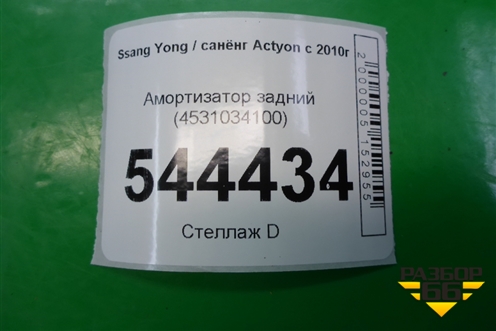 Ssang Yong / санёнг Actyon с 2010г
Амортизатор задний
(4531034100)
544434
Стеллаж D
2000005152955
РАЗБОР
66